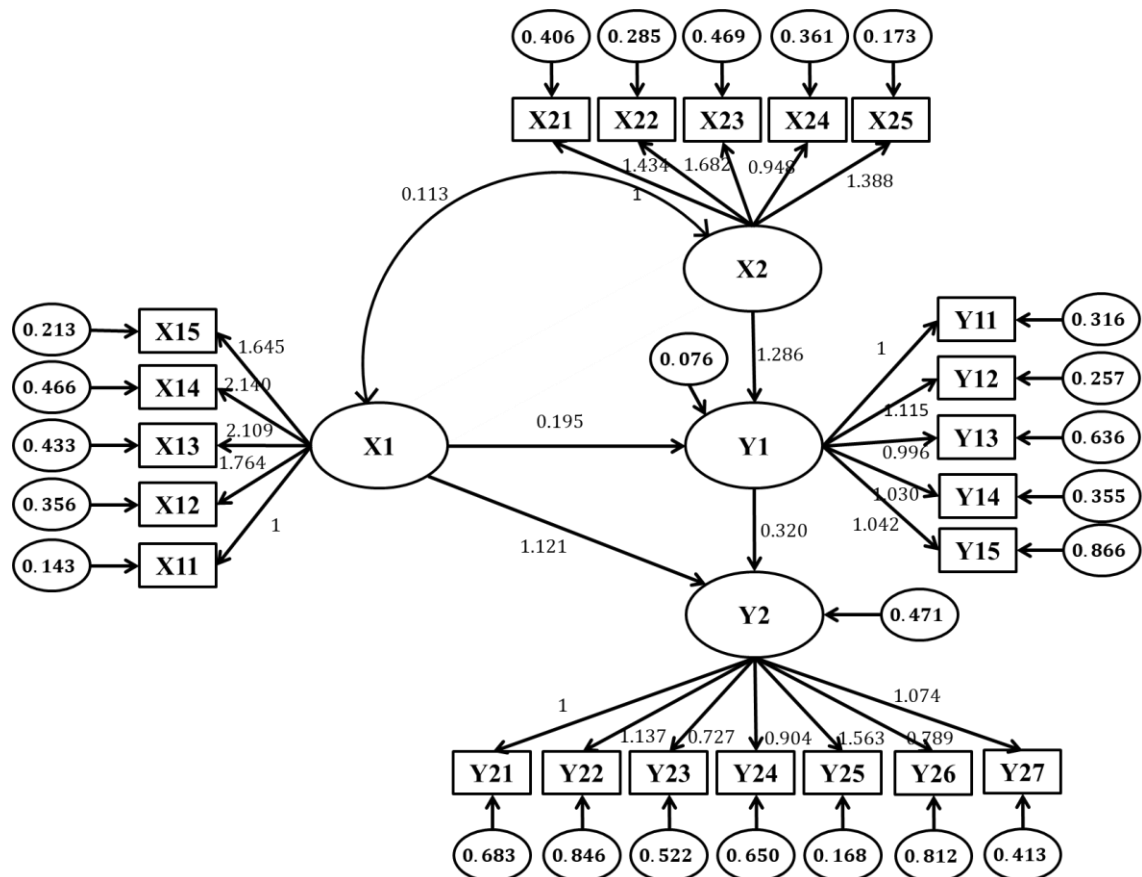 0.406 0.285 0.469 0.361 0.173
X21 X22 X23 X24 X25
1.434 1.682 0.948 1.388
0.113 1
X2
0.213 X15 1.645
0.466 X14 2.140
0.433 X13 2.109
0.356 X12 1.764
0.143 X11 1
X1
0.195
0.076
1.286
Y1
1 Y11 0.316
1.115 Y12 0.257
0.996 Y13 0.636
1.030 Y14 0.355
1.042 Y15 0.866
1.121 0.320
Y2 0.471
1 1.137 0.727 0.904 1.563 0.789 1.074
Y21 Y22 Y23 Y24 Y25 Y26 Y27
0.683 0.846 0.522 0.650 0.168 0.812 0.413